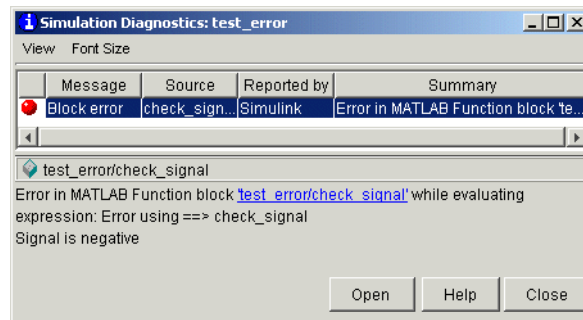 Simulation Diagnostics: test_error
View Font Size
Message Source Reported by Summary
Block error check_sign... Simulink Error in MATLAB Function block 'te...
test_error/check_signal
Error in MATLAB Function block 'test_error/check_signal' while evaluating
expression: Error using ==> check_signal
Signal is negative
Open Help Close